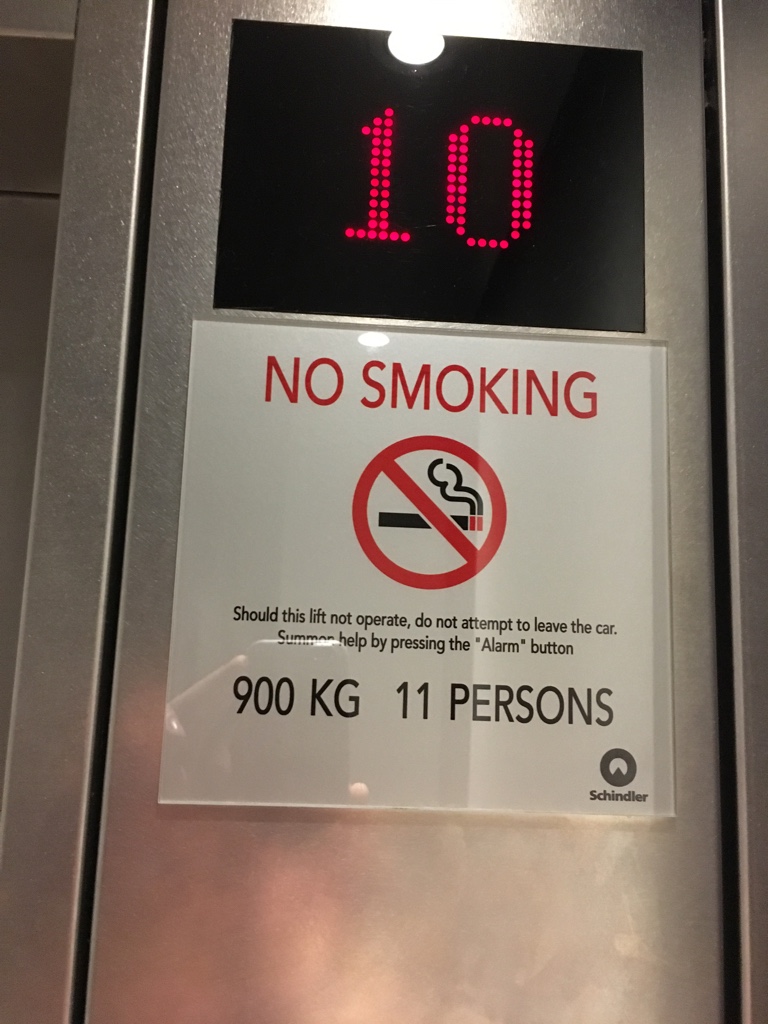 10
NO SMOKING
Should this lift not operate, do not attempt to leave the car.
Summon help by pressing the "Alarm" button
900 KG 11 PERSONS
Schindler